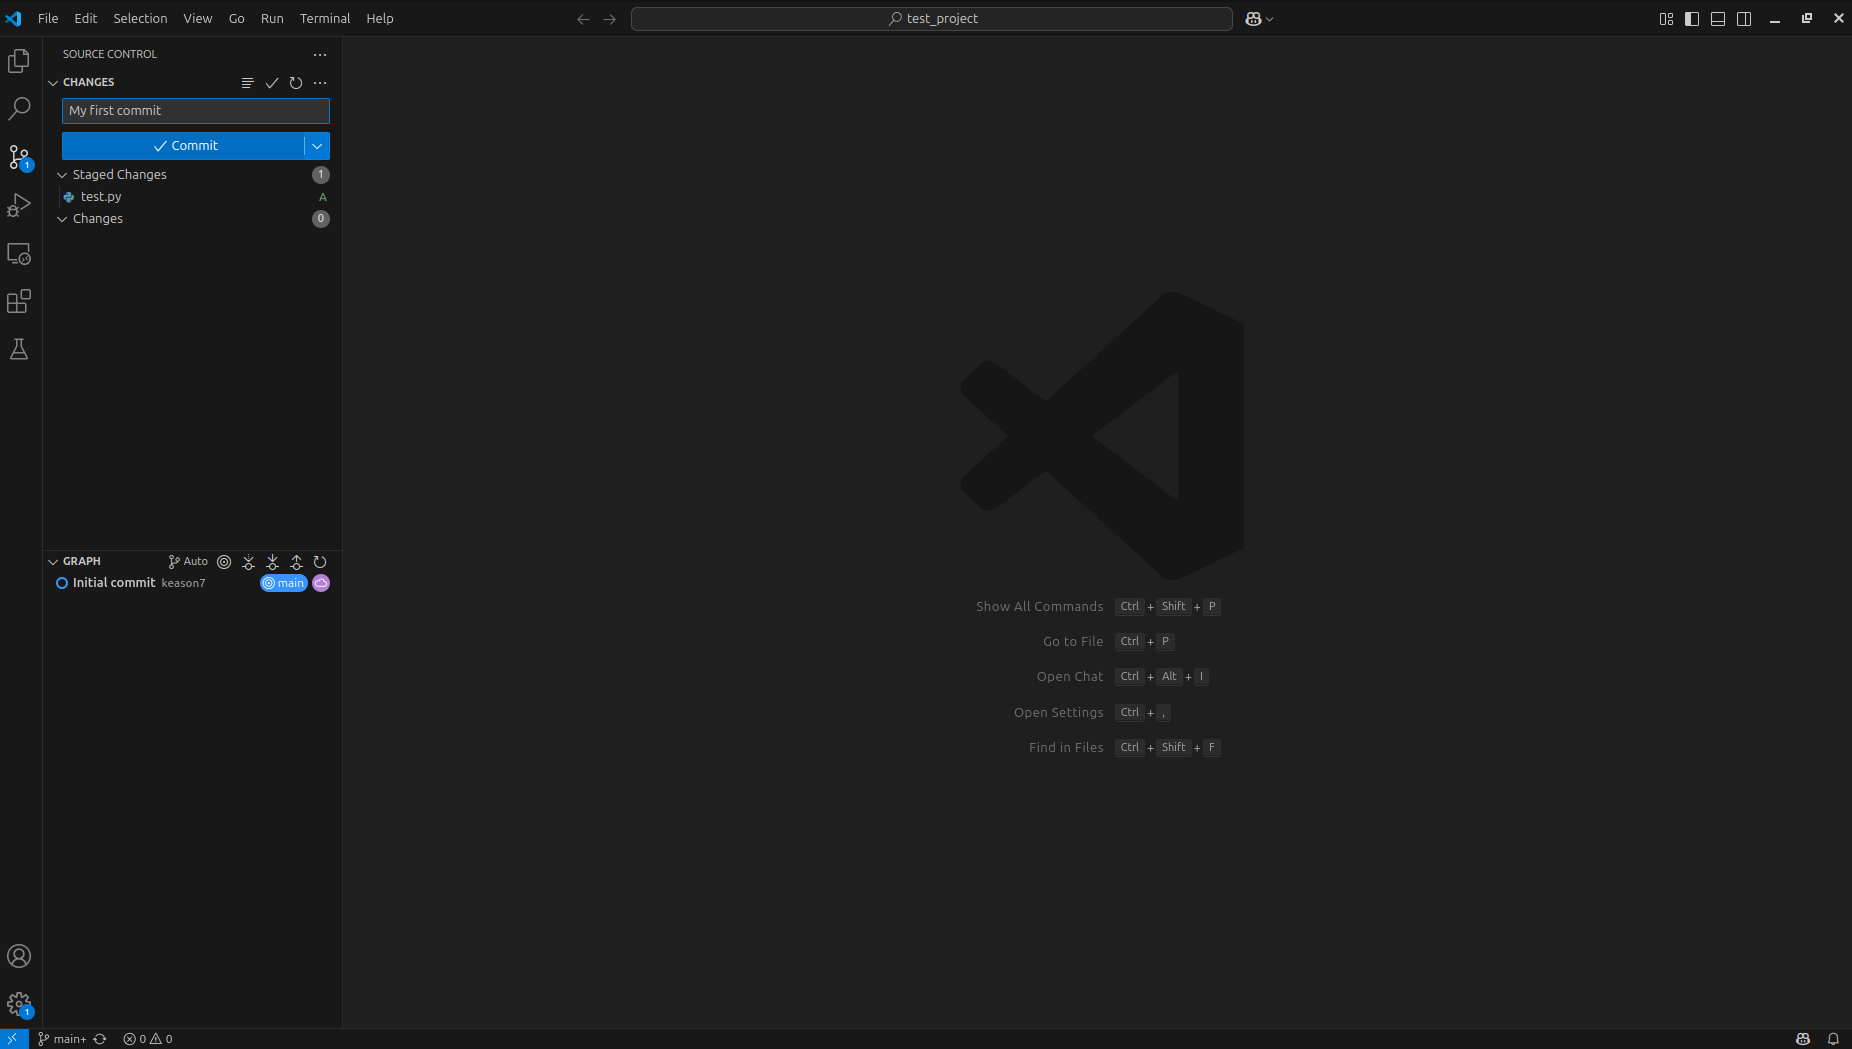 File Edit Selection View Go Run Terminal Help
test_project
SOURCE CONTROL
CHANGES
My first commit
Commit
Staged Changes 1
test.py A
Changes 0
1
GRAPH Auto
Initial commit keason7 main
Show All Commands Ctrl + Shift + P
Go to File Ctrl + P
Open Chat Ctrl + Alt + I
Open Settings Ctrl + ,
Find in Files Ctrl + Shift + F
1
main+ 0 0